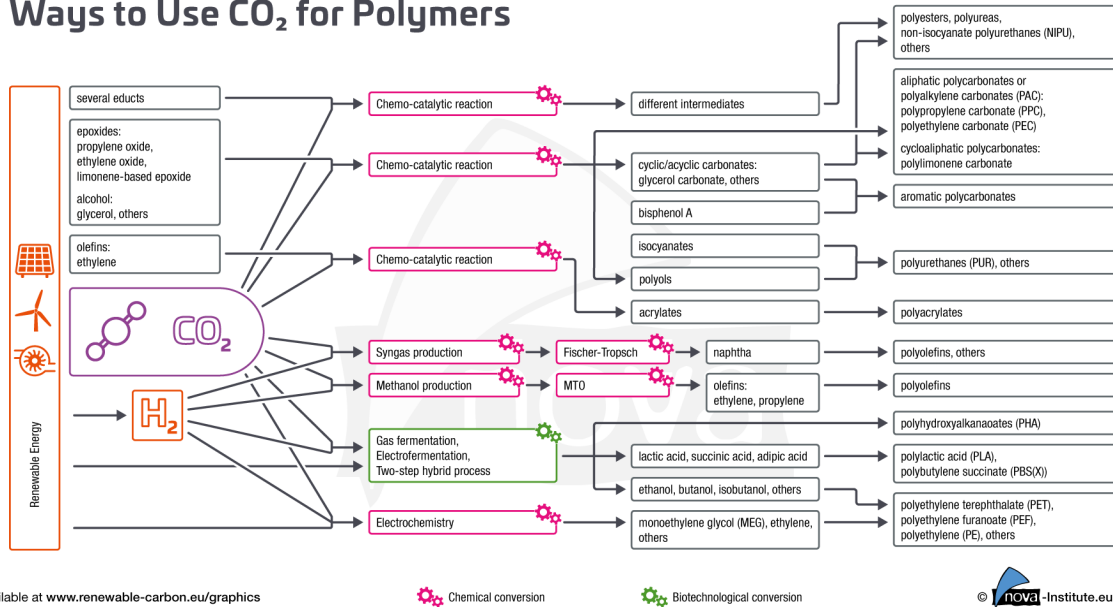 Ways to Use CO₂ for Polymers
several educts
epoxides:
propylene oxide,
ethylene oxide,
limonene-based epoxide
alcohol:
glycerol, others
olefins:
ethylene
CO₂
H₂
Renewable Energy
Chemo-catalytic reaction
Chemo-catalytic reaction
Chemo-catalytic reaction
Syngas production
Fischer-Tropsch
Methanol production
MTO
Gas fermentation,
Electrofermentation,
Two-step hybrid process
Electrochemistry
different intermediates
cyclic/acyclic carbonates:
glycerol carbonate, others
bisphenol A
isocyanates
polyols
acrylates
naphtha
olefins:
ethylene, propylene
lactic acid, succinic acid, adipic acid
ethanol, butanol, isobutanol, others
monoethylene glycol (MEG), ethylene,
others
polyesters, polyureas,
non-isocyanate polyurethanes (NIPU),
others
aliphatic polycarbonates or
polyalkylene carbonates (PAC):
polypropylene carbonate (PPC),
polyethylene carbonate (PEC)
cycloaliphatic polycarbonates:
polylimonene carbonate
aromatic polycarbonates
polyurethanes (PUR), others
polyacrylates
polyolefins, others
polyolefins
polyhydroxyalkanaoates (PHA)
polylactic acid (PLA),
polybutylene succinate (PBS(X))
polyethylene terephthalate (PET),
polyethylene furanoate (PEF),
polyethylene (PE), others
nova
ilable at www.renewable-carbon.eu/graphics
Chemical conversion
Biotechnological conversion
© nova-Institute.eu